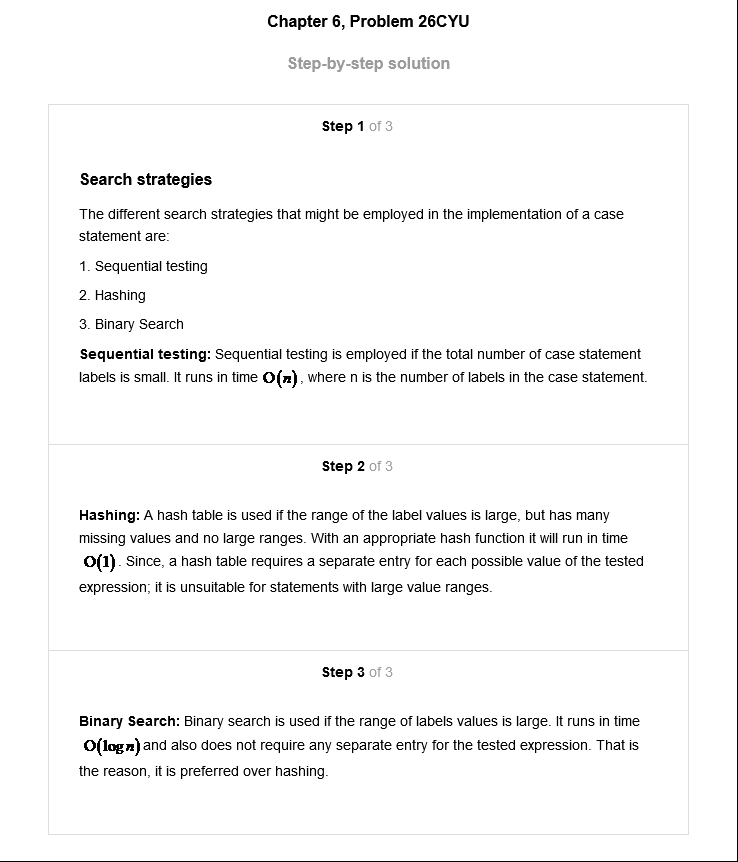 Chapter 6, Problem 26CYU
Step-by-step solution
Step 1 of 3
Search strategies
The different search strategies that might be employed in the implementation of a case
statement are:
1. Sequential testing
2. Hashing
3. Binary Search
Sequential testing: Sequential testing is employed if the total number of case statement
labels is small. It runs in time O(n), where n is the number of labels in the case statement.
Step 2 of 3
Hashing: A hash table is used if the range of the label values is large, but has many
missing values and no large ranges. With an appropriate hash function it will run in time
O(1). Since, a hash table requires a separate entry for each possible value of the tested
expression; it is unsuitable for statements with large value ranges.
Step 3 of 3
Binary Search: Binary search is used if the range of labels values is large. It runs in time
O(log n) and also does not require any separate entry for the tested expression. That is
the reason, it is preferred over hashing.